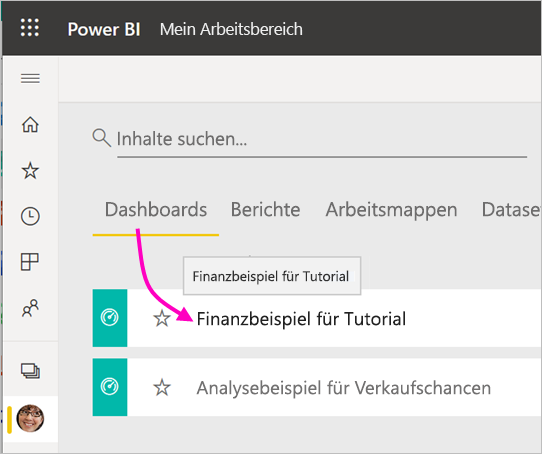 Power BI Mein Arbeitsbereich
Inhalte suchen...
Dashboards Berichte Arbeitsmappen Datase
Finanzbeispiel für Tutorial
Finanzbeispiel für Tutorial
Analysebeispiel für Verkaufschancen